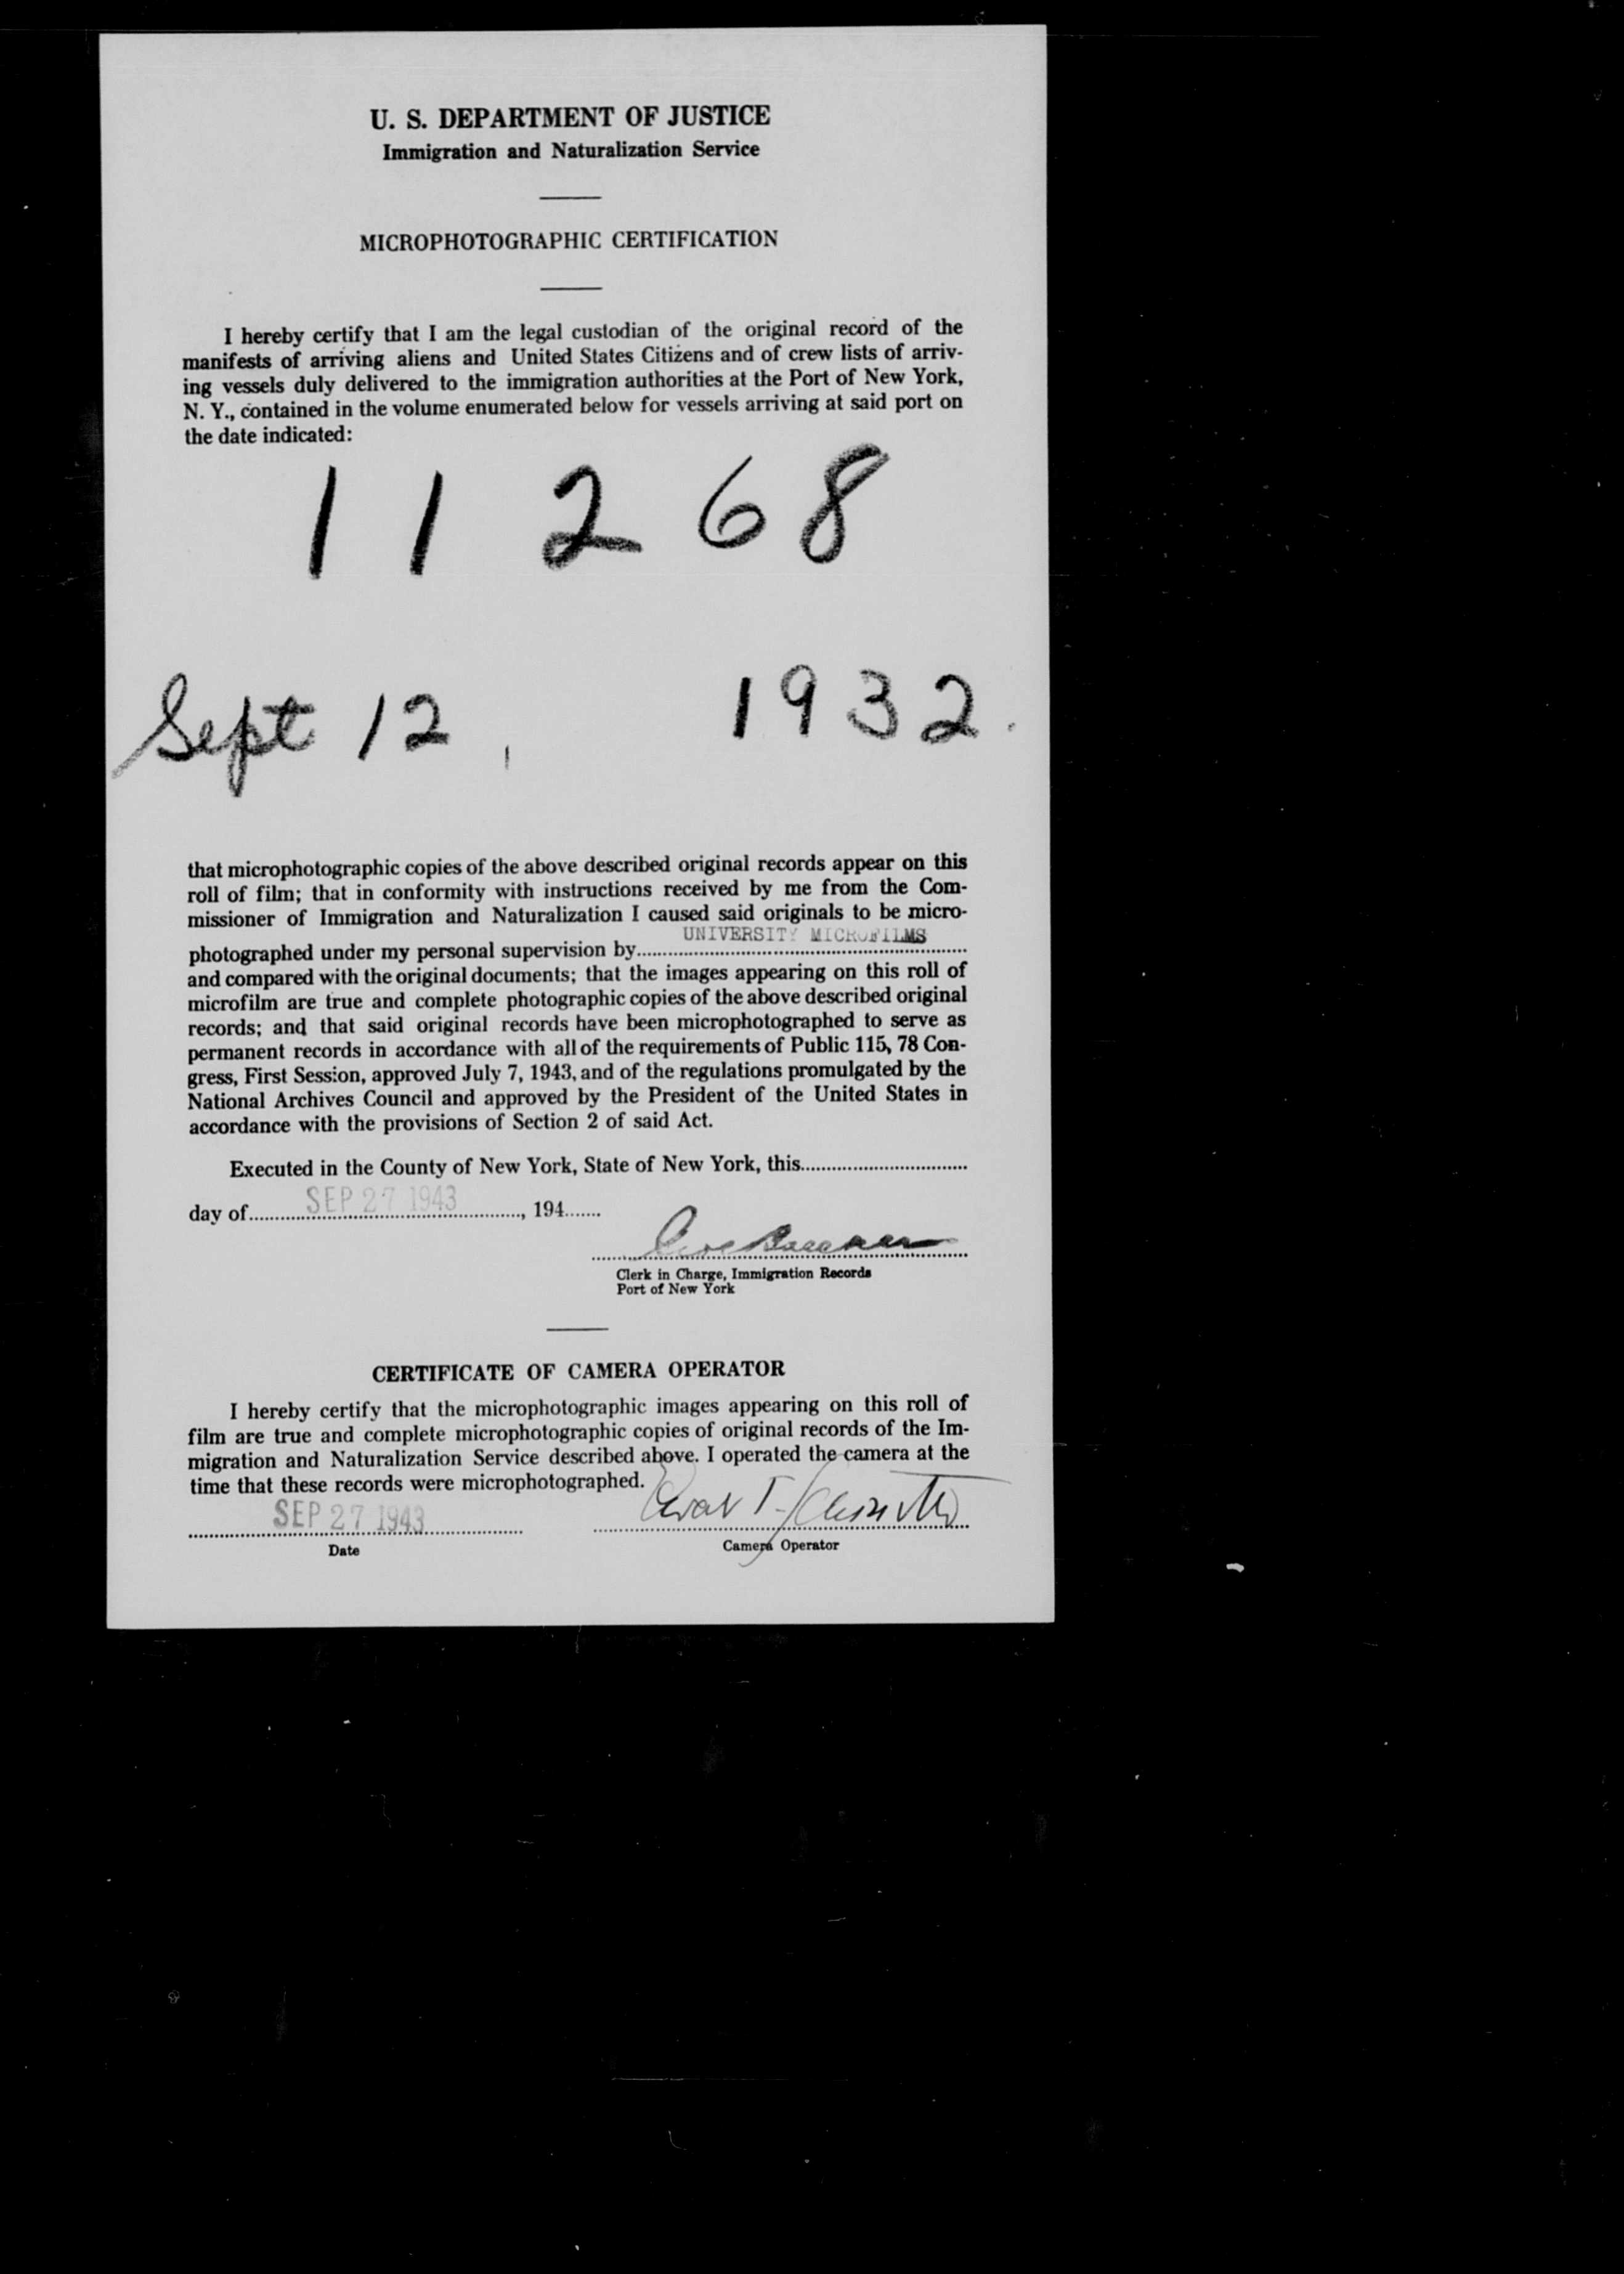 U. S. DEPARTMENT OF JUSTICE
Immigration and Naturalization Service
MICROPHOTOGRAPHIC CERTIFICATION
I hereby certify that I am the legal custodian of the original record of the
manifests of arriving aliens and United States Citizens and of crew lists of arriv-
ing vessels duly delivered to the immigration authorities at the Port of New York,
N. Y., contained in the volume enumerated below for vessels arriving at said port on
the date indicated:
11268
Sept 12, 1932.
that microphotographic copies of the above described original records appear on this
roll of film; that in conformity with instructions received by me from the Com-
missioner of Immigration and Naturalization I caused said originals to be micro-
UNIVERSITY MICROFILMS
photographed under my personal supervision by
and compared with the original documents; that the images appearing on this roll of
microfilm are true and complete photographic copies of the above described original
records; and that said original records have been microphotographed to serve as
permanent records in accordance with all of the requirements of Public 115, 78 Con-
gress, First Session, approved July 7, 1943, and of the regulations promulgated by the
National Archives Council and approved by the President of the United States in
accordance with the provisions of Section 2 of said Act.
Executed in the County of New York, State of New York, this
day of SEP 27 1943, 194
Clerk in Charge, Immigration Records
Port of New York
CERTIFICATE OF CAMERA OPERATOR
I hereby certify that the microphotographic images appearing on this roll of
film are true and complete microphotographic copies of original records of the Im-
migration and Naturalization Service described above. I operated the camera at the
time that these records were microphotographed.
SEP 27 1943
Date
Camera Operator